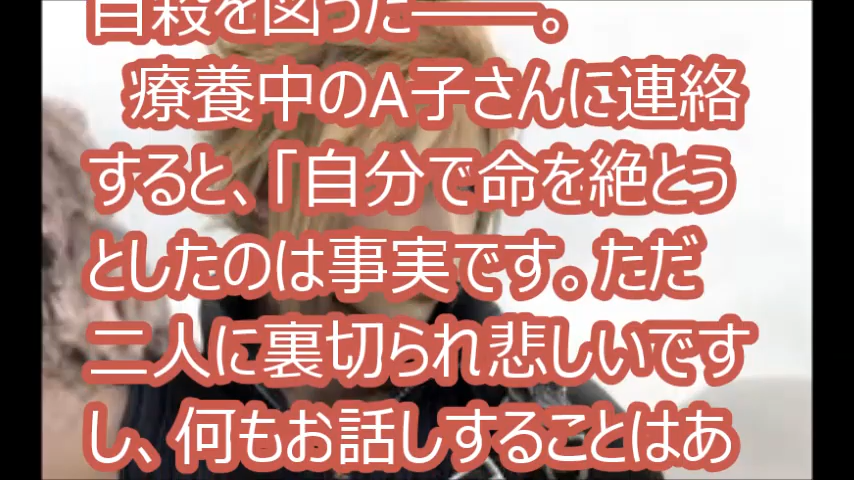 自殺を図った――。
療養中のA子さんに連絡
すると、「自分で命を絶とう
としたのは事実です。ただ
二人に裏切られ悲しいです
し、何もお話しすることはあ